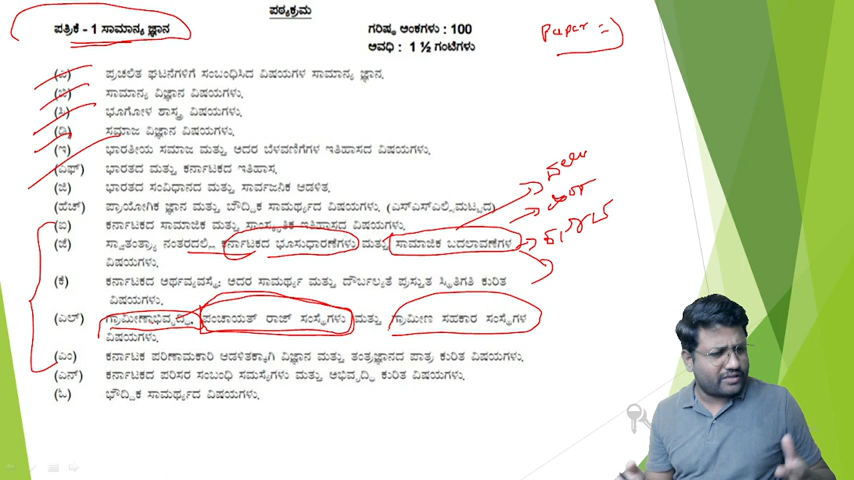 ಪಠ್ಯಕ್ರಮ
ಪತ್ರಿಕೆ - 1 ಸಾಮಾನ್ಯ ಜ್ಞಾನ
ಗರಿಷ್ಠ ಅಂಕಗಳು : 100
ಅವಧಿ : 1 ½ ಗಂಟೆಗಳು
Paper =
(ಎ) ಪ್ರಚಲಿತ ಘಟನೆಗಳಿಗೆ ಸಂಬಂಧಿಸಿದ ವಿಷಯಗಳ ಸಾಮಾನ್ಯ ಜ್ಞಾನ.
(ಬಿ) ಸಾಮಾನ್ಯ ವಿಜ್ಞಾನ ವಿಷಯಗಳು.
(ಸಿ) ಭೂಗೋಳ ಶಾಸ್ತ್ರ ವಿಷಯಗಳು.
(ಡಿ) ಸಮಾಜ ವಿಜ್ಞಾನ ವಿಷಯಗಳು.
(ಇ) ಭಾರತೀಯ ಸಮಾಜ ಮತ್ತು ಅದರ ಬೆಳವಣಿಗೆಗಳ ಇತಿಹಾಸದ ವಿಷಯಗಳು.
(ಎಫ್) ಭಾರತದ ಮತ್ತು ಕರ್ನಾಟಕದ ಇತಿಹಾಸ.
(ಜಿ) ಭಾರತದ ಸಂವಿಧಾನದ ಮತ್ತು ಸಾರ್ವಜನಿಕ ಆಡಳಿತ.
(ಹೆಚ್) ಪ್ರಾಯೋಗಿಕ ಜ್ಞಾನ ಮತ್ತು ಬೌದ್ಧಿಕ ಸಾಮರ್ಥ್ಯದ ವಿಷಯಗಳು. (ಎಸ್ಎಸ್ಎಲ್ಸಿ ಮಟ್ಟದ)
(ಐ) ಕರ್ನಾಟಕದ ಸಾಮಾಜಿಕ ಮತ್ತು ಸಾಂಸ್ಕೃತಿಕ ಇತಿಹಾಸದ ವಿಷಯಗಳು.
(ಜೆ) ಸ್ವಾತಂತ್ರ್ಯ ನಂತರದಲ್ಲಿ ಕರ್ನಾಟಕದ ಭೂಸುಧಾರಣೆಗಳು ಮತ್ತು ಸಾಮಾಜಿಕ ಬದಲಾವಣೆಗಳ
ವಿಷಯಗಳು.
(ಕೆ) ಕರ್ನಾಟಕದ ಅರ್ಥವ್ಯವಸ್ಥೆ; ಅದರ ಸಾಮರ್ಥ್ಯ ಮತ್ತು ದೌರ್ಬಲ್ಯತೆ ಪ್ರಸ್ತುತ ಸ್ಥಿತಿಗತಿ ಕುರಿತ
ವಿಷಯಗಳು.
(ಎಲ್) ಗ್ರಾಮೀಣಾಭಿವೃದ್ಧಿ, ಪಂಚಾಯತ್ ರಾಜ್ ಸಂಸ್ಥೆಗಳು ಮತ್ತು ಗ್ರಾಮೀಣ ಸಹಕಾರ ಸಂಸ್ಥೆಗಳ
ವಿಷಯಗಳು.
(ಎಂ) ಕರ್ನಾಟಕ ಪರಿಣಾಮಕಾರಿ ಆಡಳಿತಕ್ಕಾಗಿ ವಿಜ್ಞಾನ ಮತ್ತು ತಂತ್ರಜ್ಞಾನದ ಪಾತ್ರ ಕುರಿತ ವಿಷಯಗಳು.
(ಎನ್) ಕರ್ನಾಟಕದ ಪರಿಸರ ಸಂಬಂಧಿ ಸಮಸ್ಯೆಗಳು ಮತ್ತು ಅಭಿವೃದ್ಧಿ ಕುರಿತ ವಿಷಯಗಳು.
(ಓ) ಭೌದ್ಧಿಕ ಸಾಮರ್ಥ್ಯದ ವಿಷಯಗಳು.